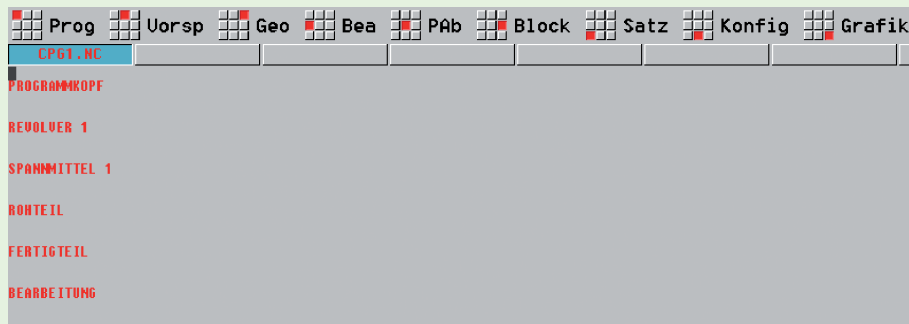 Prog Vorsp Geo Bea PAb Block Satz Konfig Grafik
CPG1.NC
PROGRAMMKOPF
REVOLVER 1
SPANNMITTEL 1
ROHTEIL
FERTIGTEIL
BEARBEITUNG